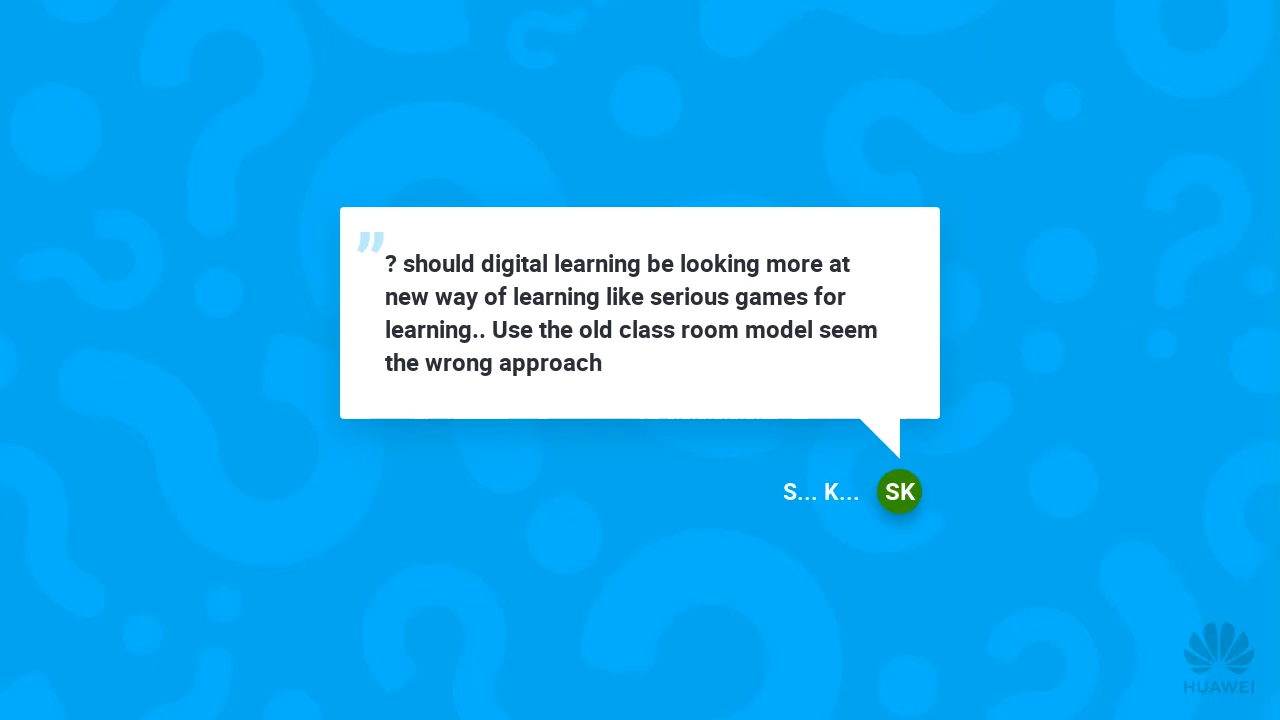 "
? should digital learning be looking more at
new way of learning like serious games for
learning.. Use the old class room model seem
the wrong approach
S... K... SK
HUAWEI